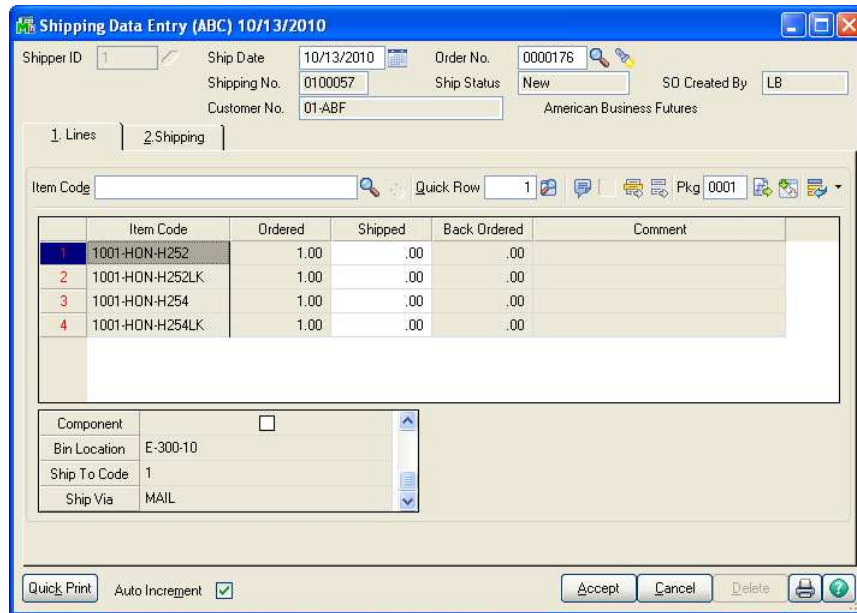 Shipping Data Entry (ABC) 10/13/2010
Shipper ID 1 Ship Date 10/13/2010 Order No. 0000176
Shipping No. 0100057 Ship Status New SO Created By LB
Customer No. 01-ABF American Business Futures
1. Lines 2.Shipping
Item Code Quick Row 1 Pkg 0001
Item Code Ordered Shipped Back Ordered Comment
1 1001-HON-H252 1.00 .00 .00
2 1001-HON-H252LK 1.00 .00 .00
3 1001-HON-H254 1.00 .00 .00
4 1001-HON-H254LK 1.00 .00 .00
Component
Bin Location E-300-10
Ship To Code 1
Ship Via MAIL
Quick Print Auto Increment Accept Cancel Delete